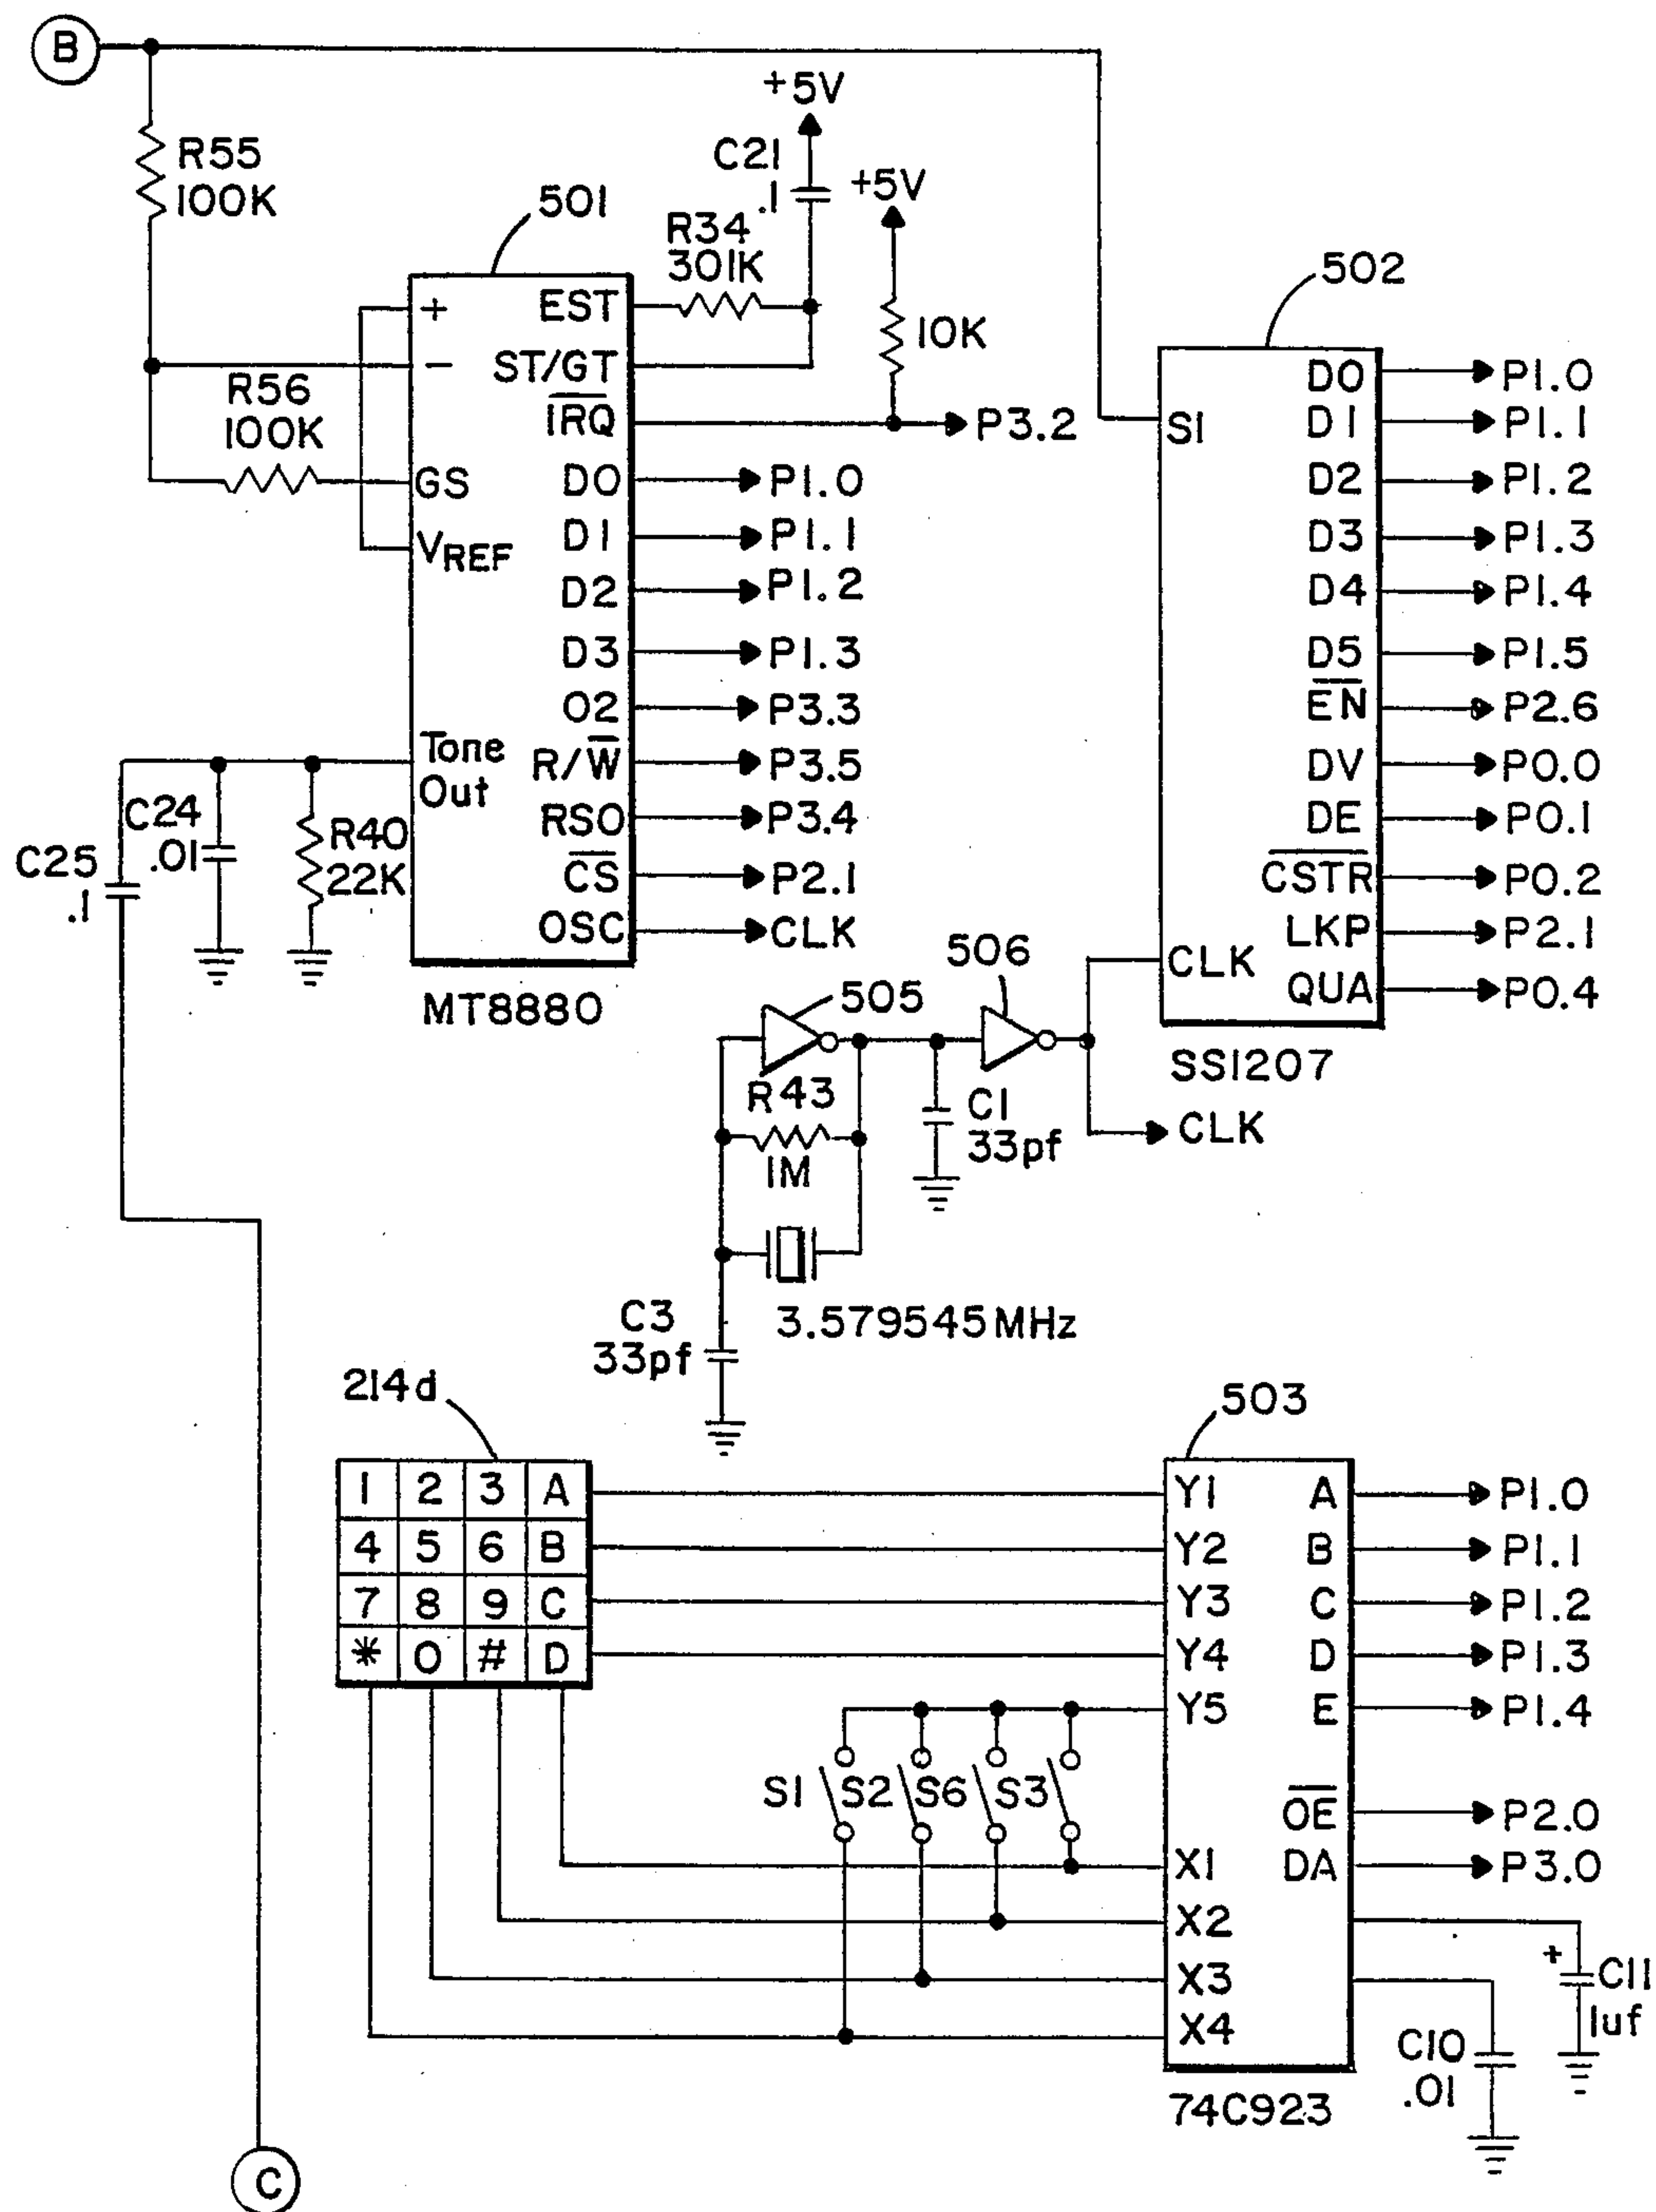 B
+5V
R55
100K
C21
.1
+5V
501
R34
301K
10K
502
+
EST
-
ST/GT
IRQ
P3.2
R56
100K
GS
VREF
D0
P1.0
D1
P1.1
D2
P1.2
D3
P1.3
O2
P3.3
Tone
Out
R/W
P3.5
RSO
P3.4
CS
P2.1
OSC
CLK
MT8880
C24
.01
R40
22K
C25
.1
SI
D0
P1.0
D1
P1.1
D2
P1.2
D3
P1.3
D4
P1.4
D5
P1.5
EN
P2.6
DV
P0.0
DE
P0.1
CSTR
P0.2
LKP
P2.1
CLK
QUA
P0.4
SSI207
505
506
R43
1M
C1
33pf
CLK
C3
33pf
3.579545MHz
214d
503
1 2 3 A
4 5 6 B
7 8 9 C
* 0 # D
Y1 A P1.0
Y2 B P1.1
Y3 C P1.2
Y4 D P1.3
Y5 E P1.4
S1 S2 S6 S3
OE P2.0
X1 DA P3.0
X2
X3
X4
+
C11
1uf
C10
.01
74C923
C